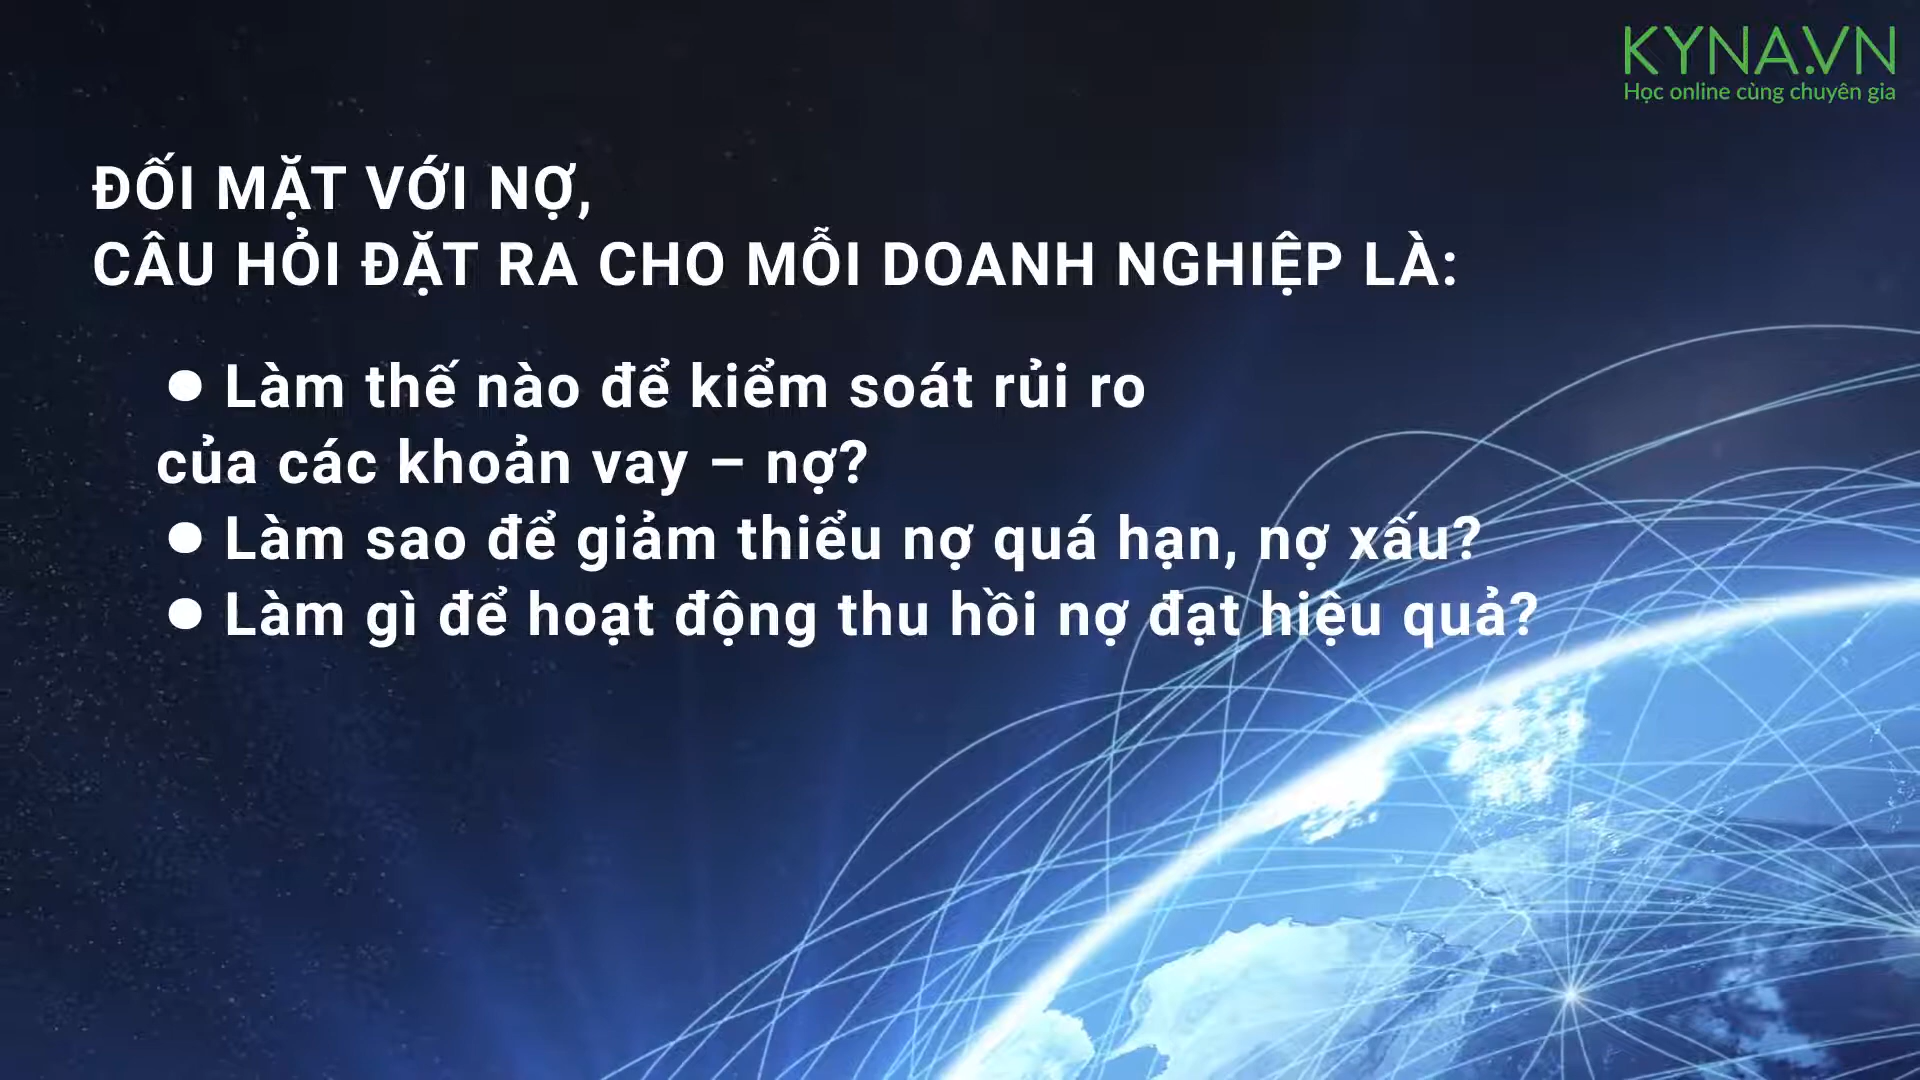 KYNA.VN
Học online cùng chuyên gia
ĐỐI MẶT VỚI NỢ,
CÂU HỎI ĐẶT RA CHO MỖI DOANH NGHIỆP LÀ:
● Làm thế nào để kiểm soát rủi ro
của các khoản vay – nợ?
● Làm sao để giảm thiểu nợ quá hạn, nợ xấu?
● Làm gì để hoạt động thu hồi nợ đạt hiệu quả?